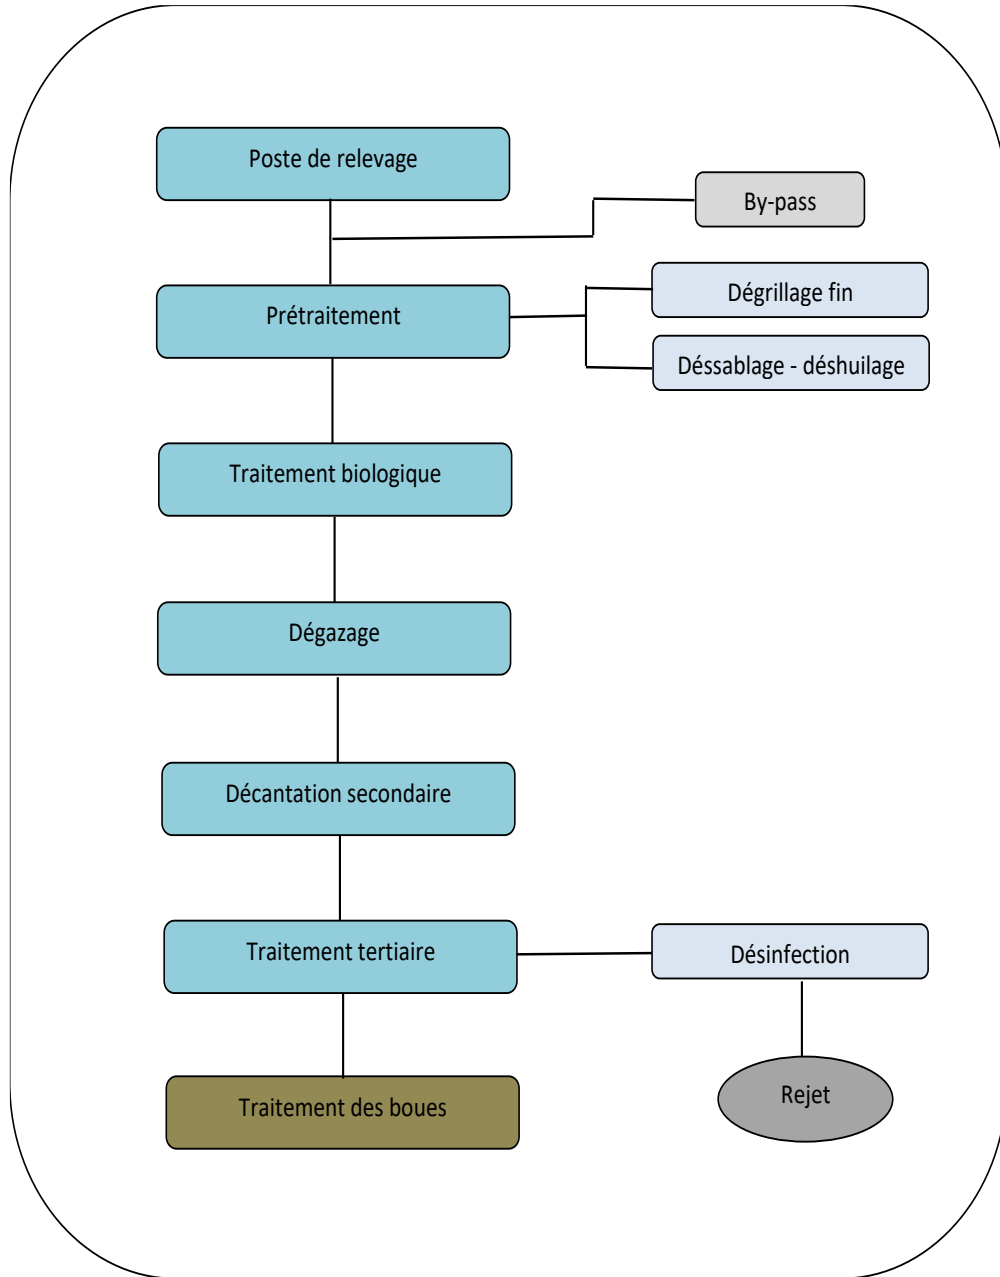 Poste de relevage
By-pass
Dégrillage fin
Prétraitement
Déssablage - déshuilage
Traitement biologique
Dégazage
Décantation secondaire
Traitement tertiaire
Désinfection
Rejet
Traitement des boues